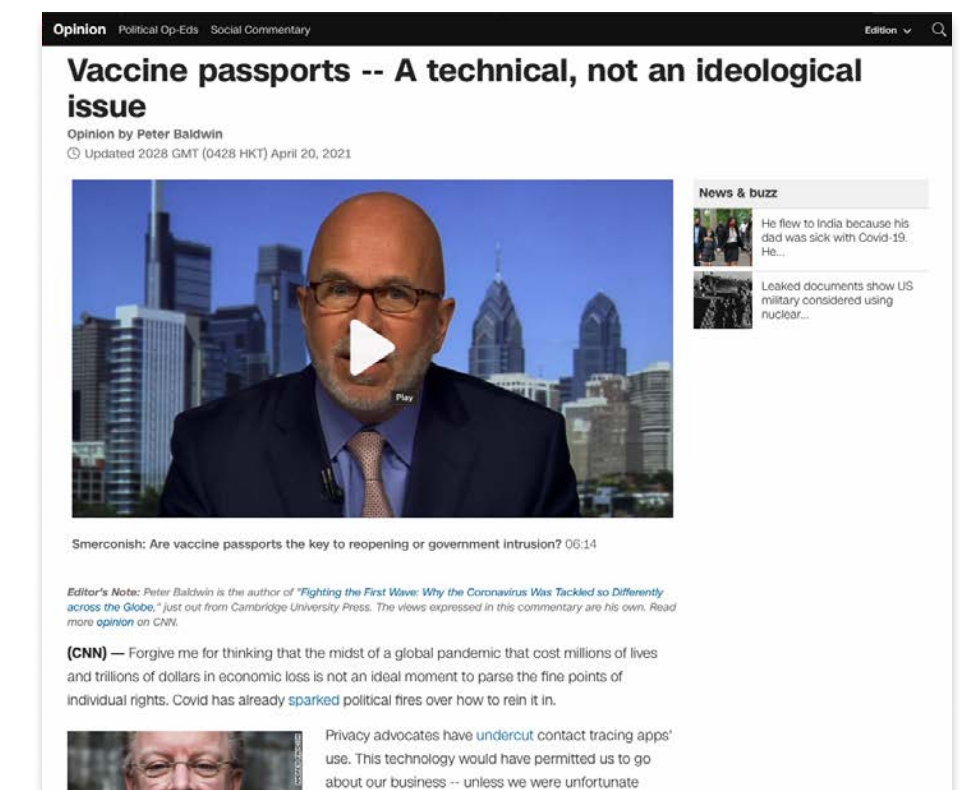 Opinion Political Op-Eds Social Commentary Edition
Vaccine passports -- A technical, not an ideological
issue
Opinion by Peter Baldwin
Updated 2028 GMT (0428 HKT) April 20, 2021
Play
Smerconish: Are vaccine passports the key to reopening or government intrusion? 06:14
News & buzz
He flew to India because his
dad was sick with Covid-19.
He...
Leaked documents show US
military considered using
nuclear...
Editor's Note: Peter Baldwin is the author of "Fighting the First Wave: Why the Coronavirus Was Tackled so Differently
across the Globe," just out from Cambridge University Press. The views expressed in this commentary are his own. Read
more opinion on CNN.
(CNN) — Forgive me for thinking that the midst of a global pandemic that cost millions of lives
and trillions of dollars in economic loss is not an ideal moment to parse the fine points of
individual rights. Covid has already sparked political fires over how to rein it in.
Privacy advocates have undercut contact tracing apps'
use. This technology would have permitted us to go
about our business -- unless we were unfortunate